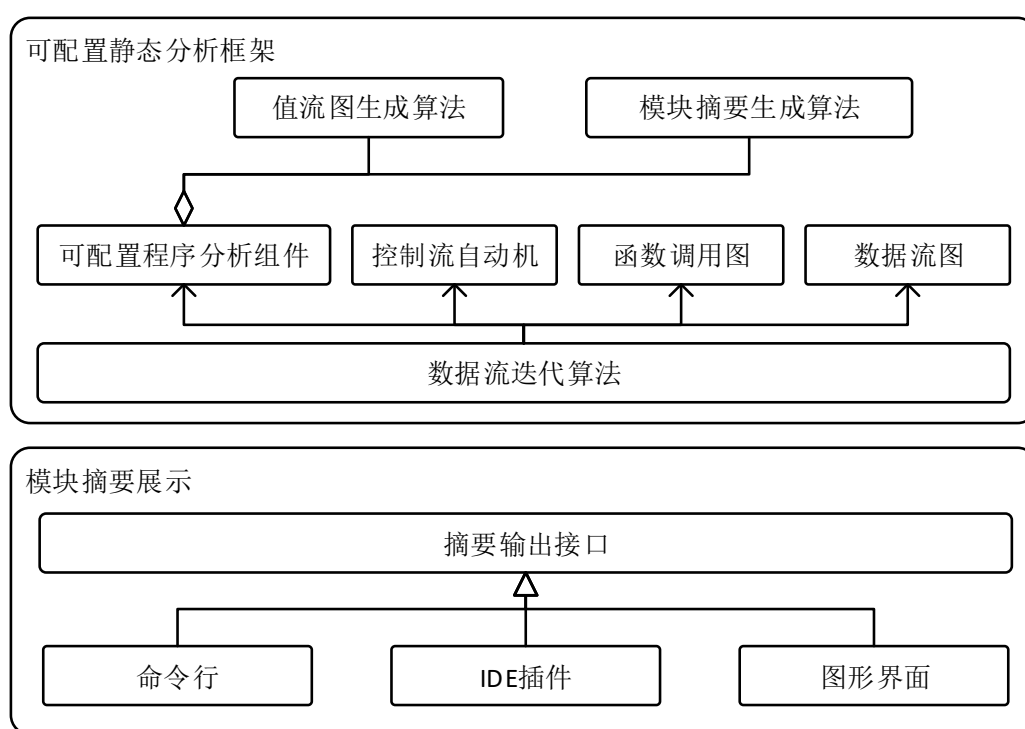 可配置静态分析框架
值流图生成算法
模块摘要生成算法
可配置程序分析组件
控制流自动机
函数调用图
数据流图
数据流迭代算法
模块摘要展示
摘要输出接口
命令行
IDE插件
图形界面